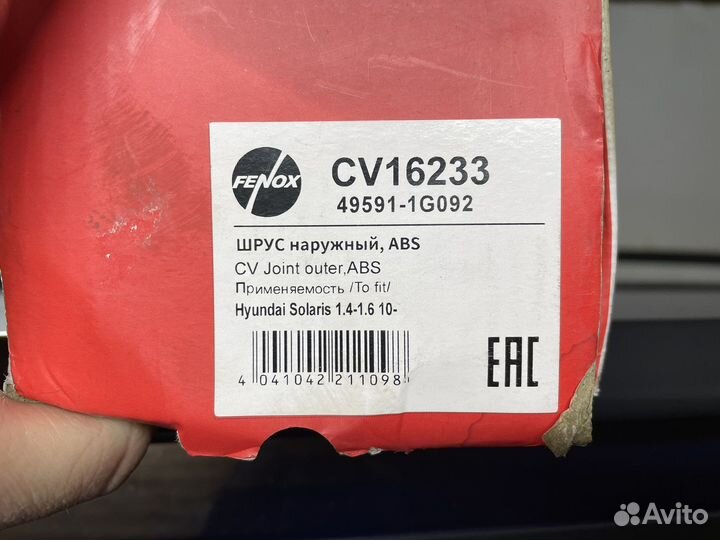 FENOX
CV16233
49591-1G092
ШРУС наружный, ABS
CV Joint outer,ABS
Применяемость /To fit/
Hyundai Solaris 1.4-1.6 10-
4 041042 211098
EAC
Avito